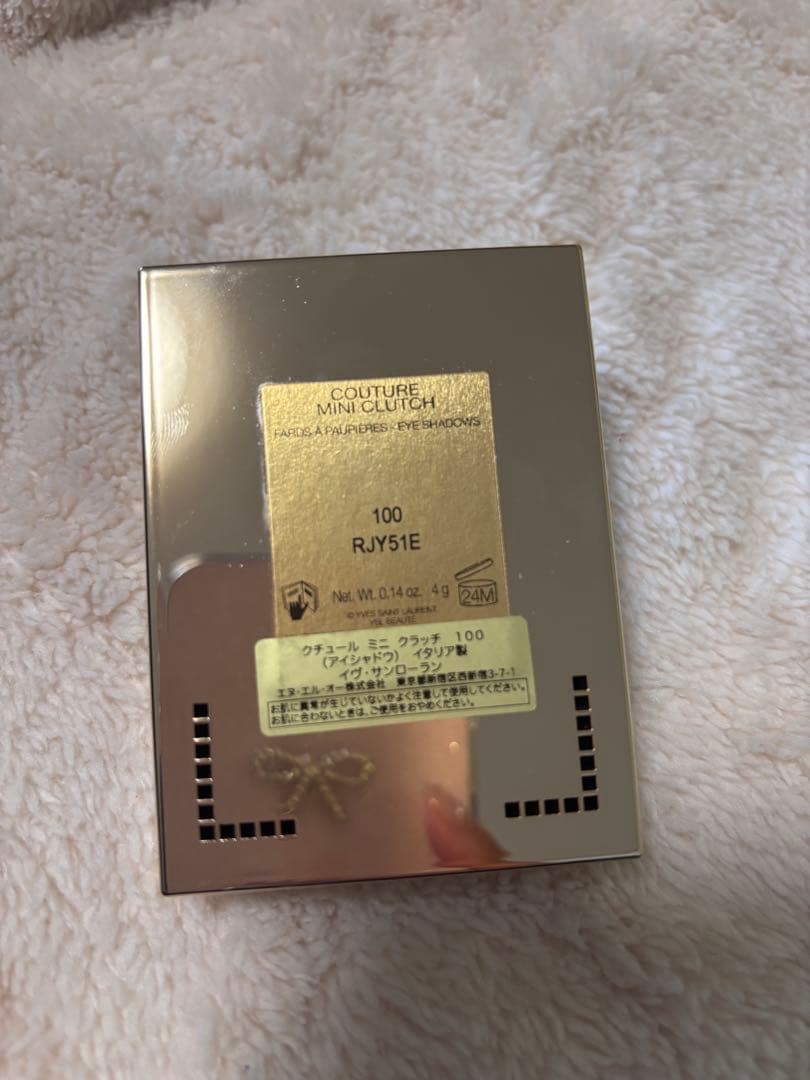 COUTURE
MINI CLUTCH
FARDS À PAUPIÈRES - EYE SHADOWS
100
RJY51E
Net. Wt. 0.14 oz. 4 g
24M
© YVES SAINT LAURENT
YSL BEAUTÉ
クチュール ミニ クラッチ 100
(アイシャドウ) イタリア製
イヴ・サンローラン
エヌ・エル・オー株式会社 東京都新宿区西新宿3-7-1
お肌に異常が生じていないかよく注意して使用してください。
お肌に合わないときは、ご使用をおやめください。